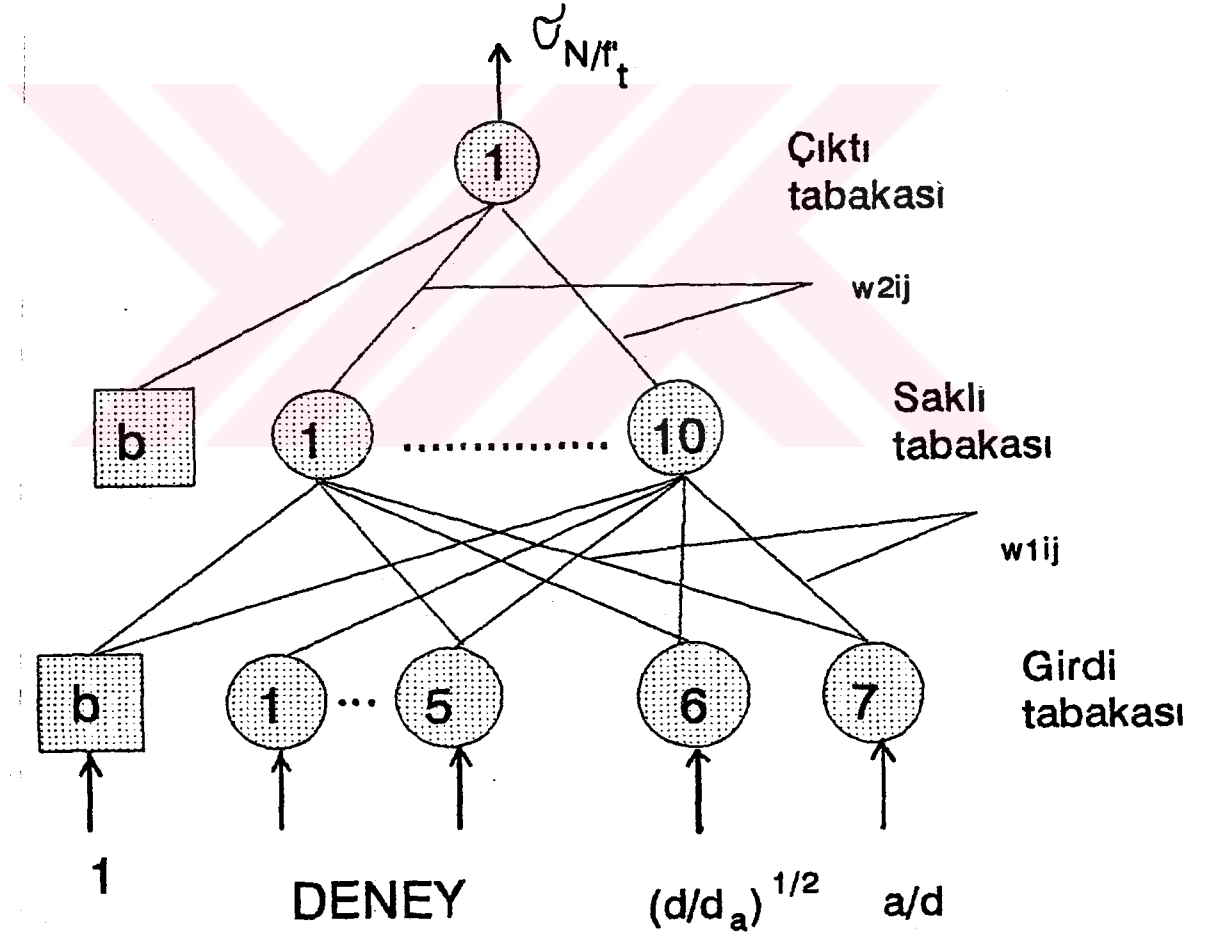 σ N/f't
1
Çıktı
tabakası
w2ij
b
1
..................
10
Saklı
tabakası
w1ij
b
1
...
5
6
7
Girdi
tabakası
1
DENEY
(d/da)1/2
a/d